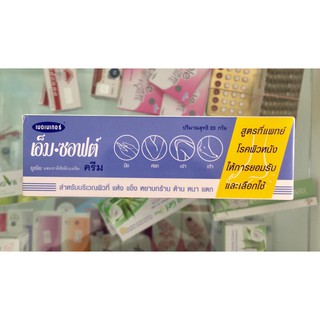 เบดเมเกอร์
เอ็ม-ซอฟต์
ครีม
ปริมาณสุทธิ 25 กรัม
มือ ศอก เข่า เท้า
สำหรับบริเวณผิวที่ แห้ง แข็ง หยาบกร้าน ด้าน หนา แตก
สูตรที่แพทย์
โรคผิวหนัง
ให้การยอมรับ
และเลือกใช้